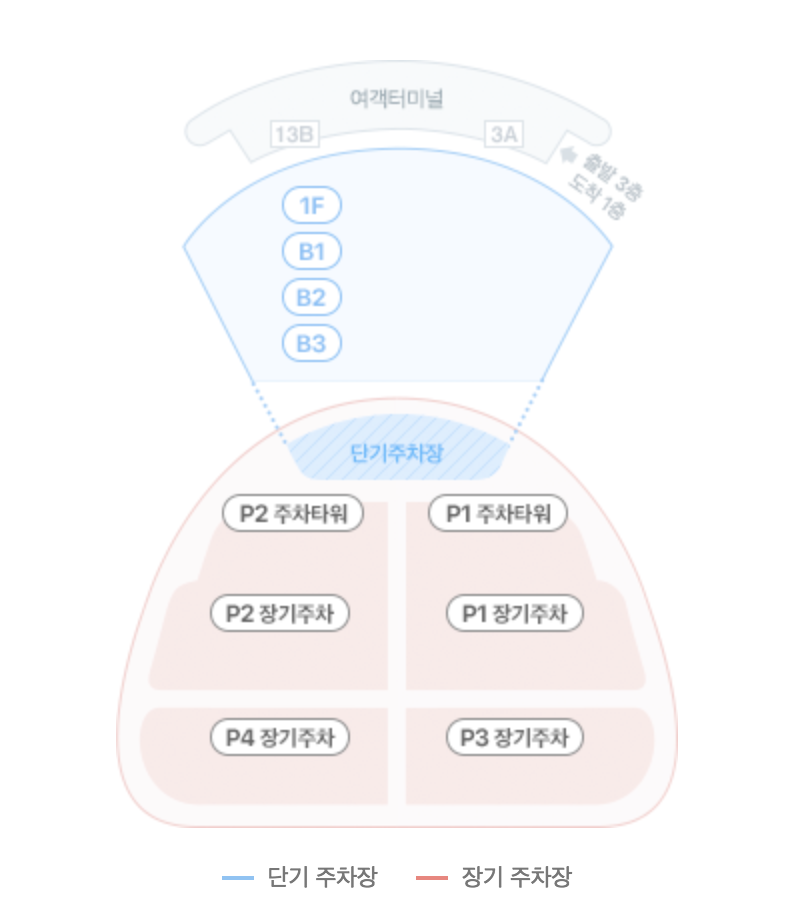 여객터미널
13B
3A
출발 3층
도착 1층
1F
B1
B2
B3
단기주차장
P2 주차타워
P1 주차타워
P2 장기주차
P1 장기주차
P4 장기주차
P3 장기주차
단기 주차장
장기 주차장